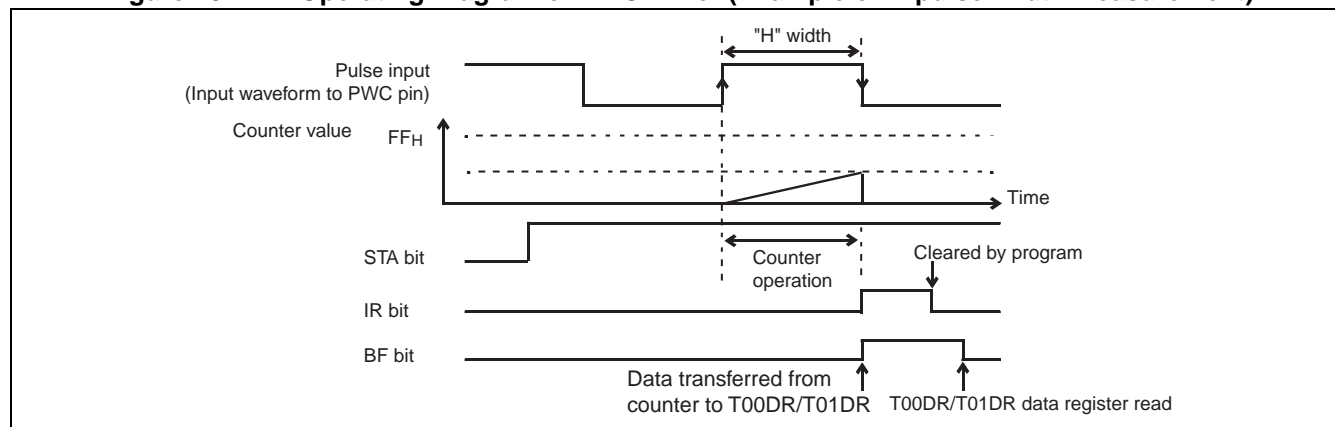 "H" width
Pulse input
(Input waveform to PWC pin)
Counter value
FFH
Time
STA bit
Counter
operation
Cleared by program
IR bit
BF bit
Data transferred from
counter to T00DR/T01DR
T00DR/T01DR data register read